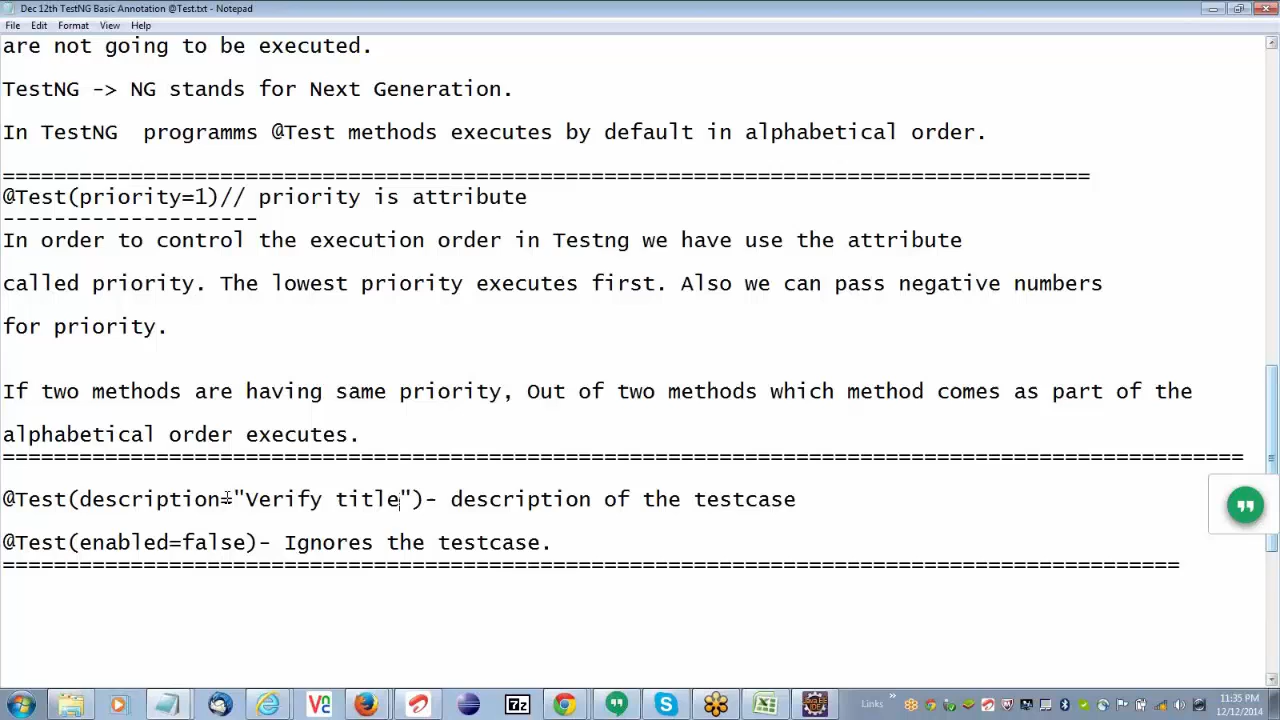 Dec 12th TestNG Basic Annotation @Test.txt - Notepad
File Edit Format View Help
are not going to be executed.
TestNG -> NG stands for Next Generation.
In TestNG  programms @Test methods executes by default in alphabetical order.
=====================================================================================
@Test(priority=1)// priority is attribute
--------------------
In order to control the execution order in Testng we have use the attribute
called priority. The lowest priority executes first. Also we can pass negative numbers
for priority.
If two methods are having same priority, Out of two methods which method comes as part of the
alphabetical order executes.
=================================================================================================
@Test(description="Verify title")- description of the testcase
@Test(enabled=false)- Ignores the testcase.
============================================================================================
Links
11:35 PM
12/12/2014